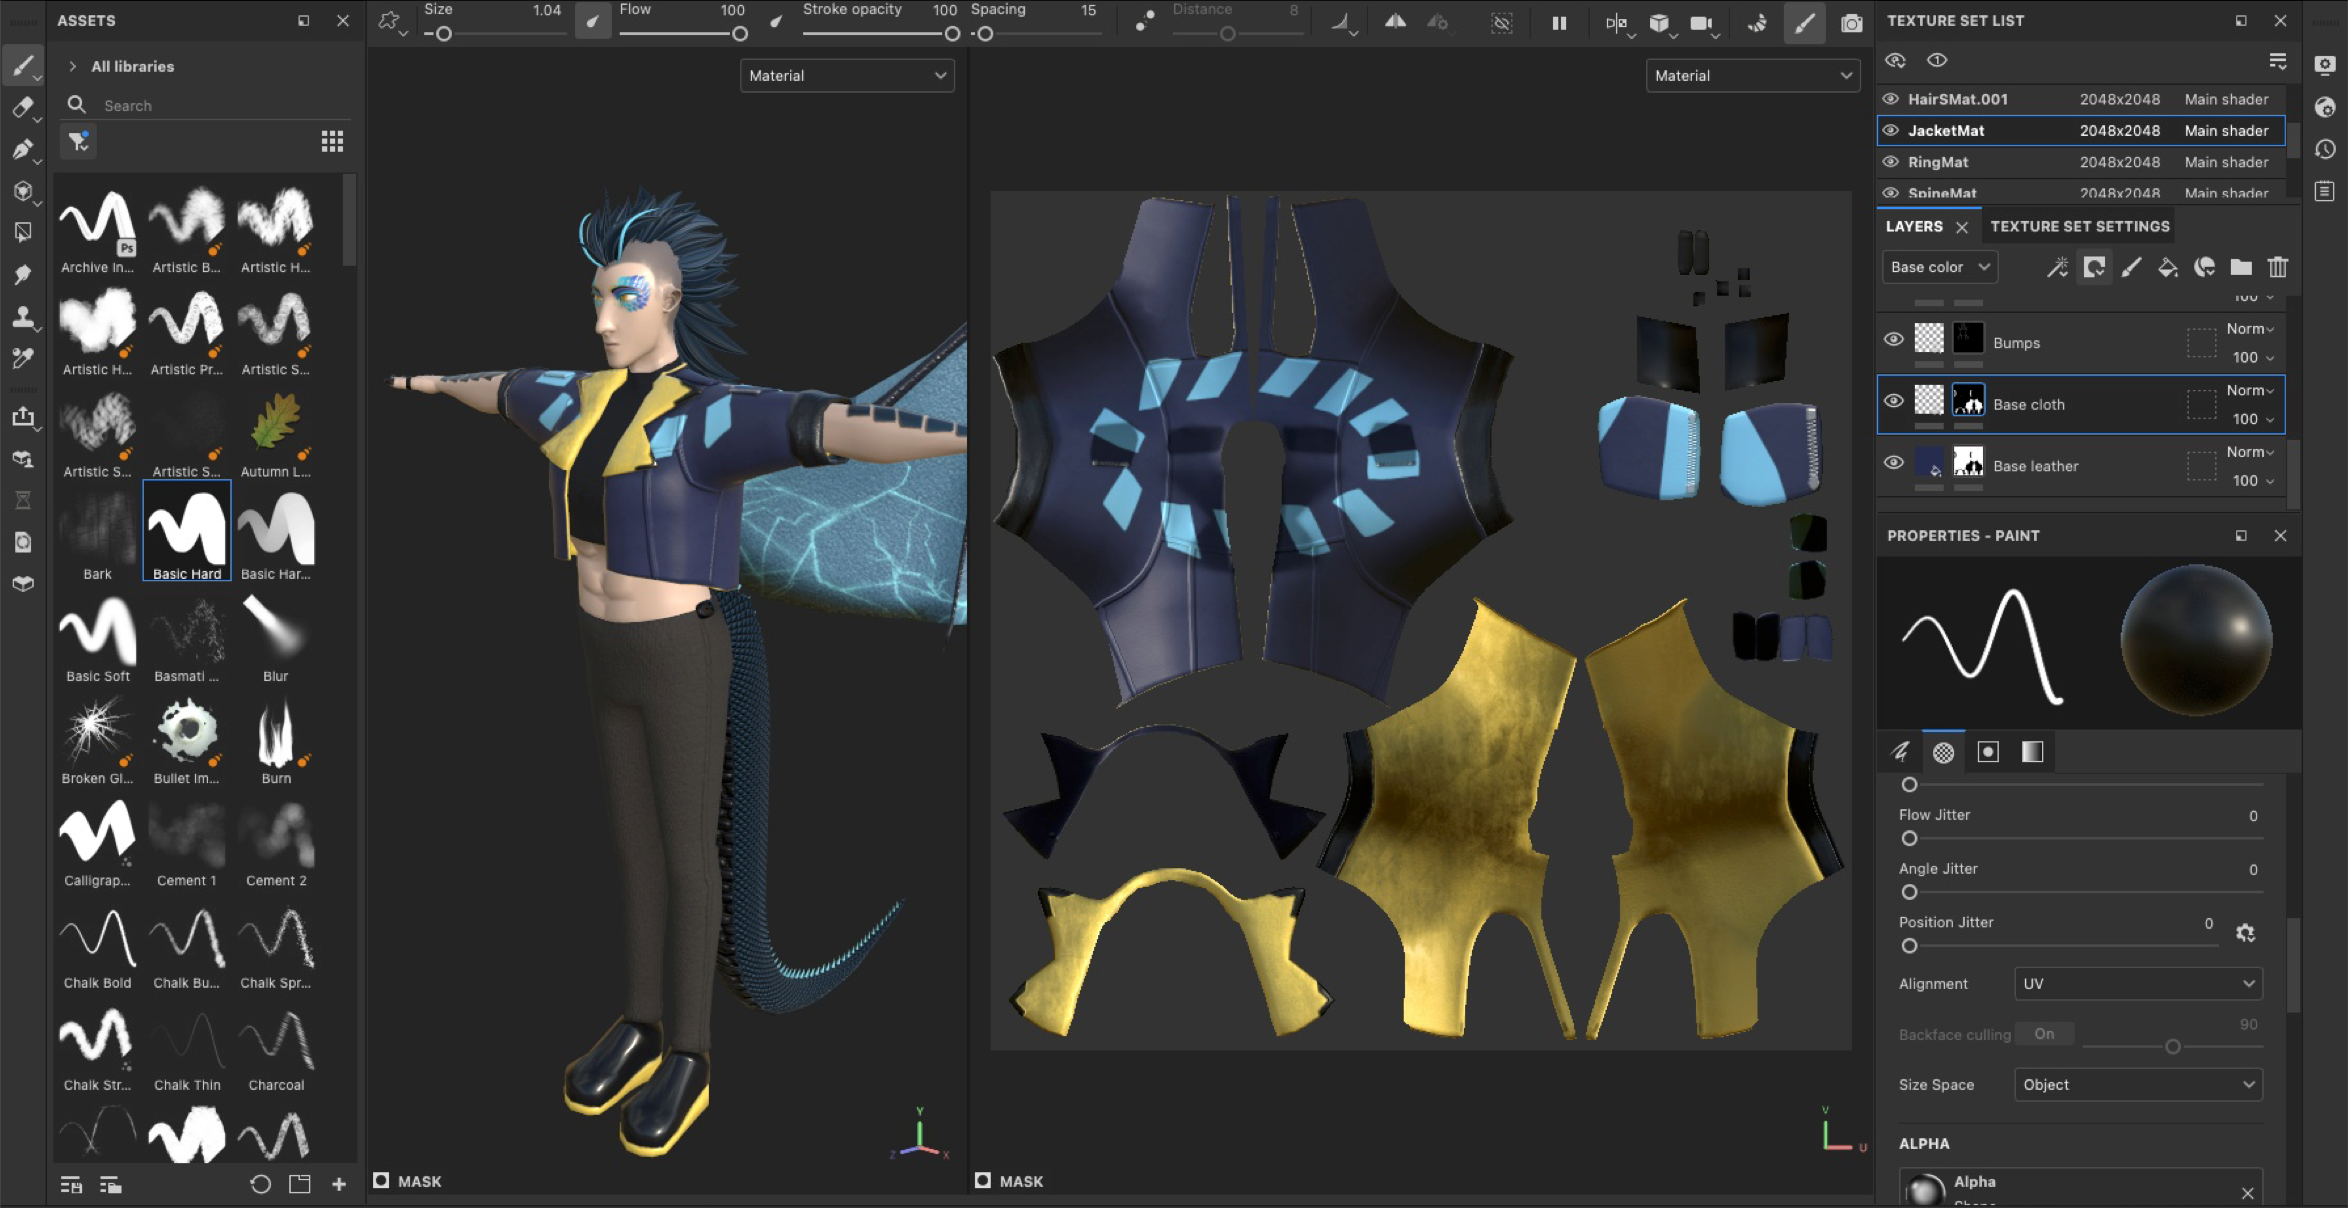 ASSETS
All libraries
Search
Archive In...
Artistic B...
Artistic H...
Artistic H...
Artistic Pr...
Artistic S...
Artistic S...
Artistic S...
Autumn L...
Bark
Basic Hard
Basic Har...
Basic Soft
Basmati ...
Blur
Broken Gl...
Bullet Im...
Burn
Calligrap...
Cement 1
Cement 2
Chalk Bold
Chalk Bu...
Chalk Spr...
Chalk Str...
Chalk Thin
Charcoal
Ps
Size 1.04
Flow 100
Stroke opacity 100
Spacing 15
Distance 8
Material
Material
Y
Z
X
MASK
V
U
MASK
TEXTURE SET LIST
HairSMat.001 2048x2048 Main shader
JacketMat 2048x2048 Main shader
RingMat 2048x2048 Main shader
SpineMat 2048x2048 Main shader
LAYERS
TEXTURE SET SETTINGS
Base color
100
Bumps Norm
100
Base cloth Norm
100
Base leather Norm
100
PROPERTIES - PAINT
Flow Jitter 0
Angle Jitter 0
Position Jitter 0
Alignment UV
Backface culling On 90
Size Space Object
ALPHA
Alpha